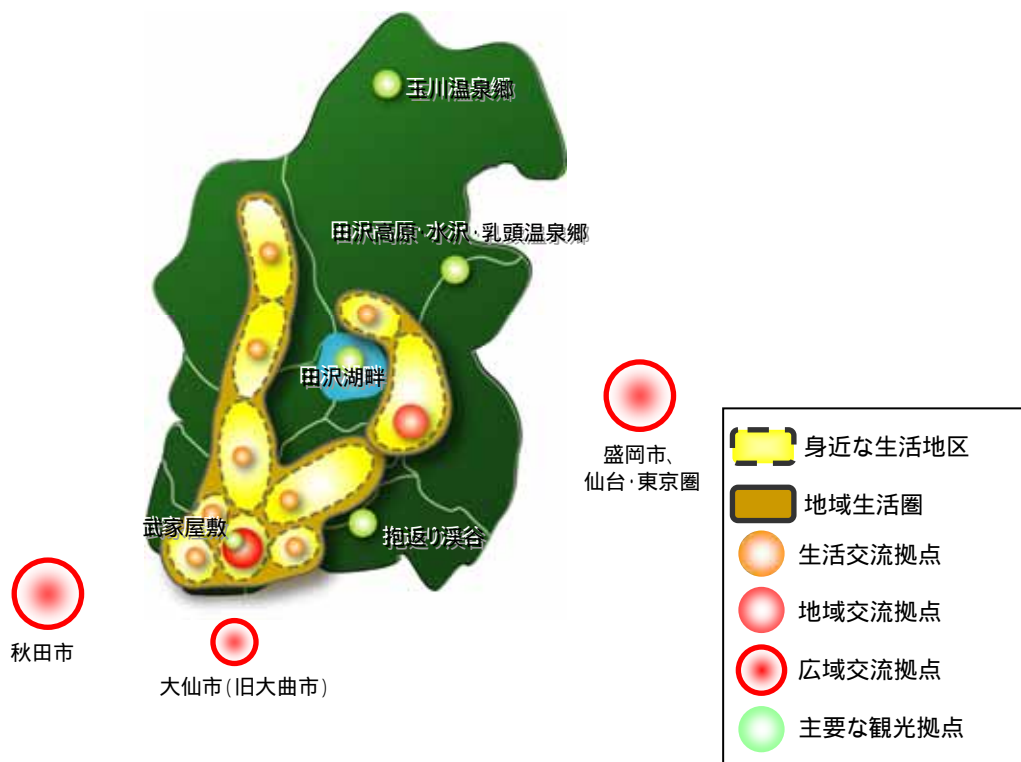 玉川温泉郷
田沢高原・水沢・乳頭温泉郷
田沢湖畔
盛岡市、
仙台・東京圏
武家屋敷
抱返り渓谷
秋田市
大仙市(旧大曲市)
身近な生活地区
地域生活圏
生活交流拠点
地域交流拠点
広域交流拠点
主要な観光拠点